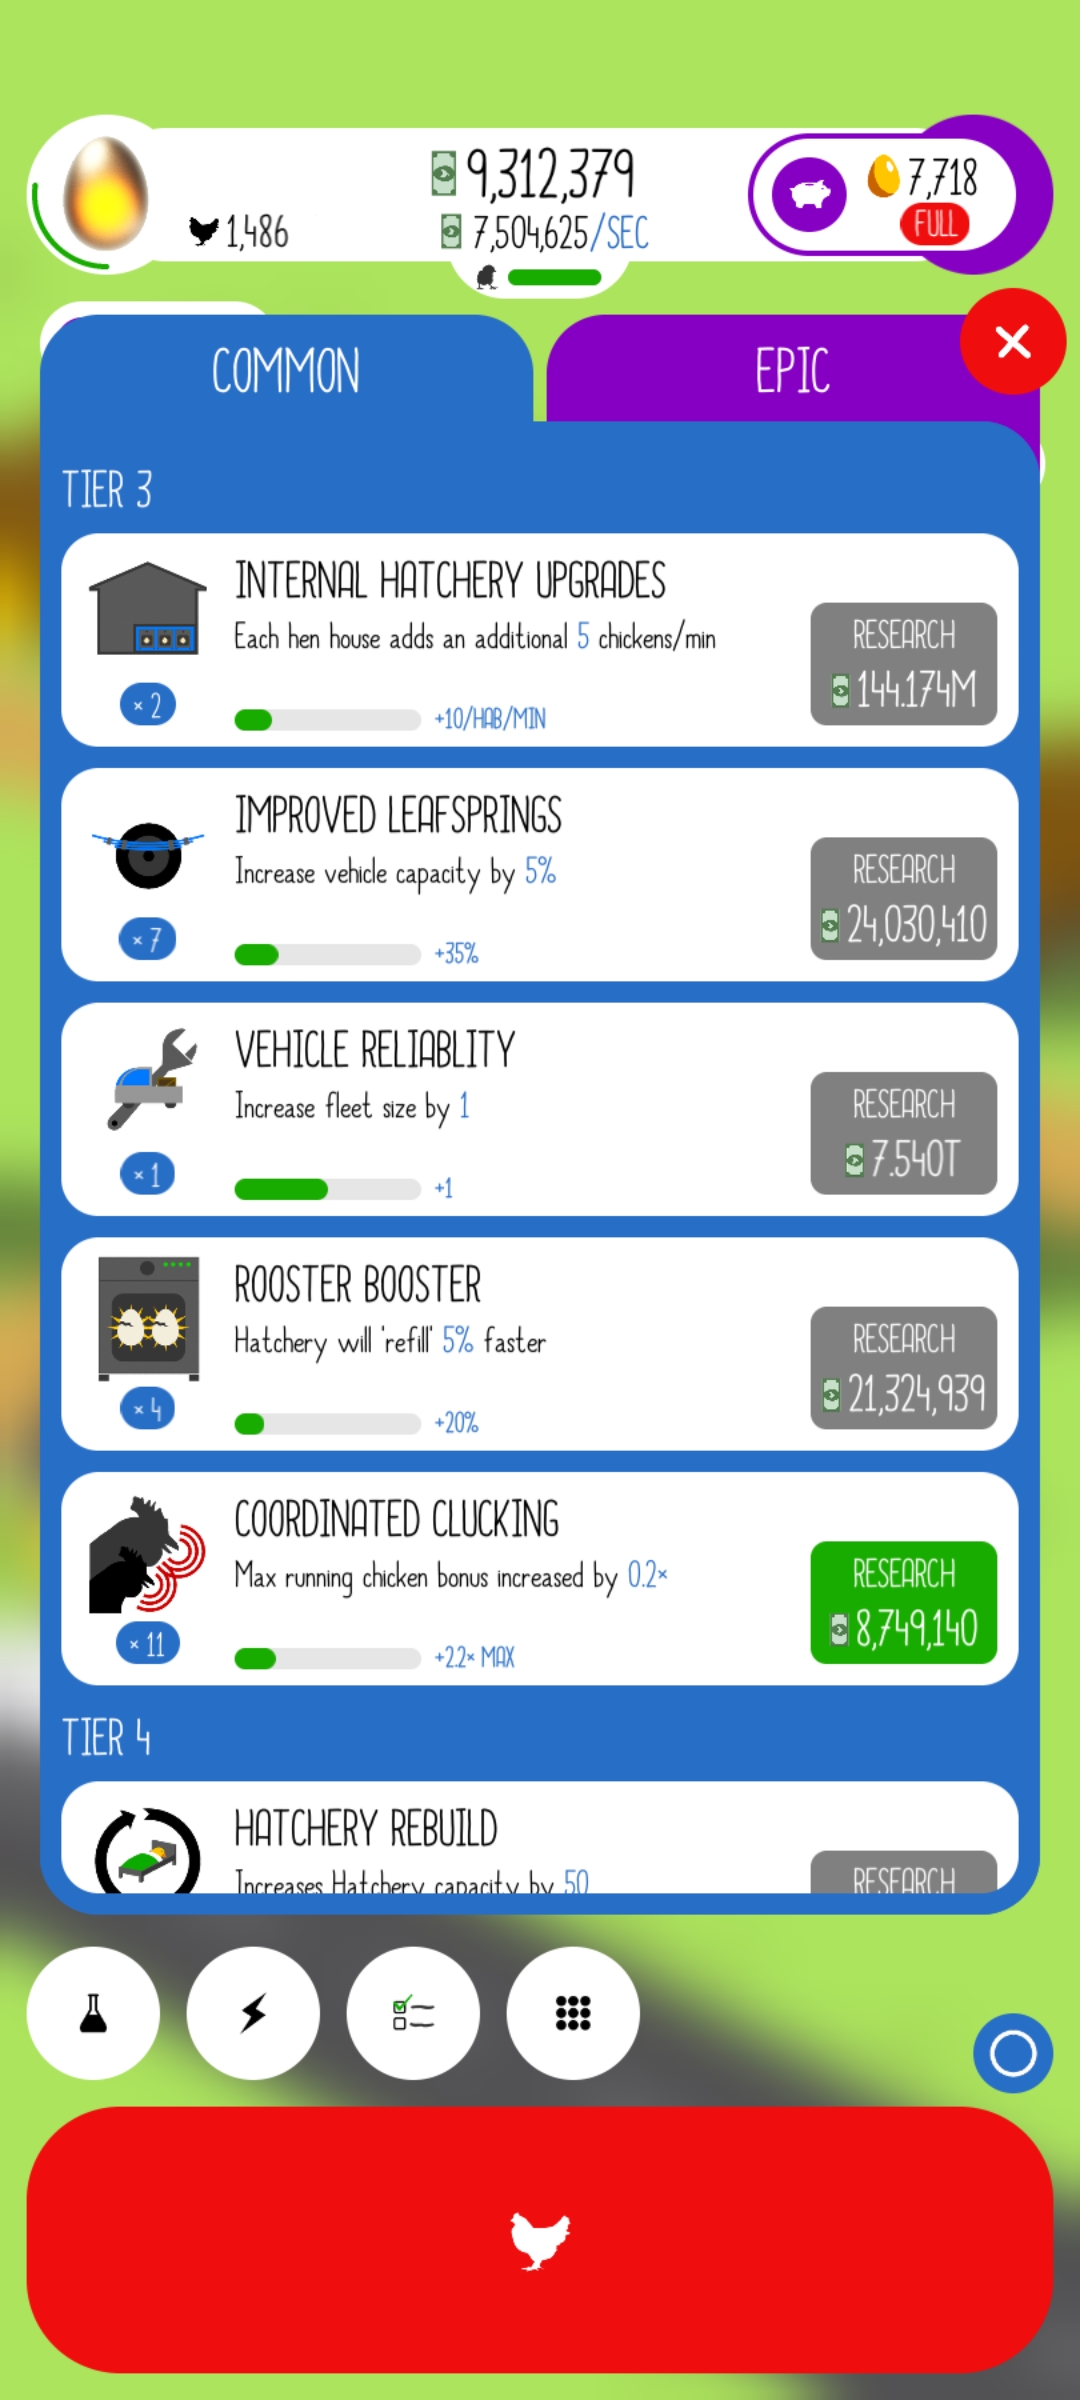 9,312,379
1,486
7,504,625/SEC
7,718
FULL
COMMON
EPIC
TIER 3
INTERNAL HATCHERY UPGRADES
Each hen house adds an additional 5 chickens/min
× 2
+10/HAB/MIN
RESEARCH
144.174M
IMPROVED LEAFSPRINGS
Increase vehicle capacity by 5%
× 7
+35%
RESEARCH
24,030,410
VEHICLE RELIABLITY
Increase fleet size by 1
× 1
+1
RESEARCH
7.540T
ROOSTER BOOSTER
Hatchery will 'refill' 5% faster
× 4
+20%
RESEARCH
21,324,939
COORDINATED CLUCKING
Max running chicken bonus increased by 0.2×
× 11
+2.2× MAX
RESEARCH
8,749,140
TIER 4
HATCHERY REBUILD
Increases Hatchery capacity by 50
RESEARCH